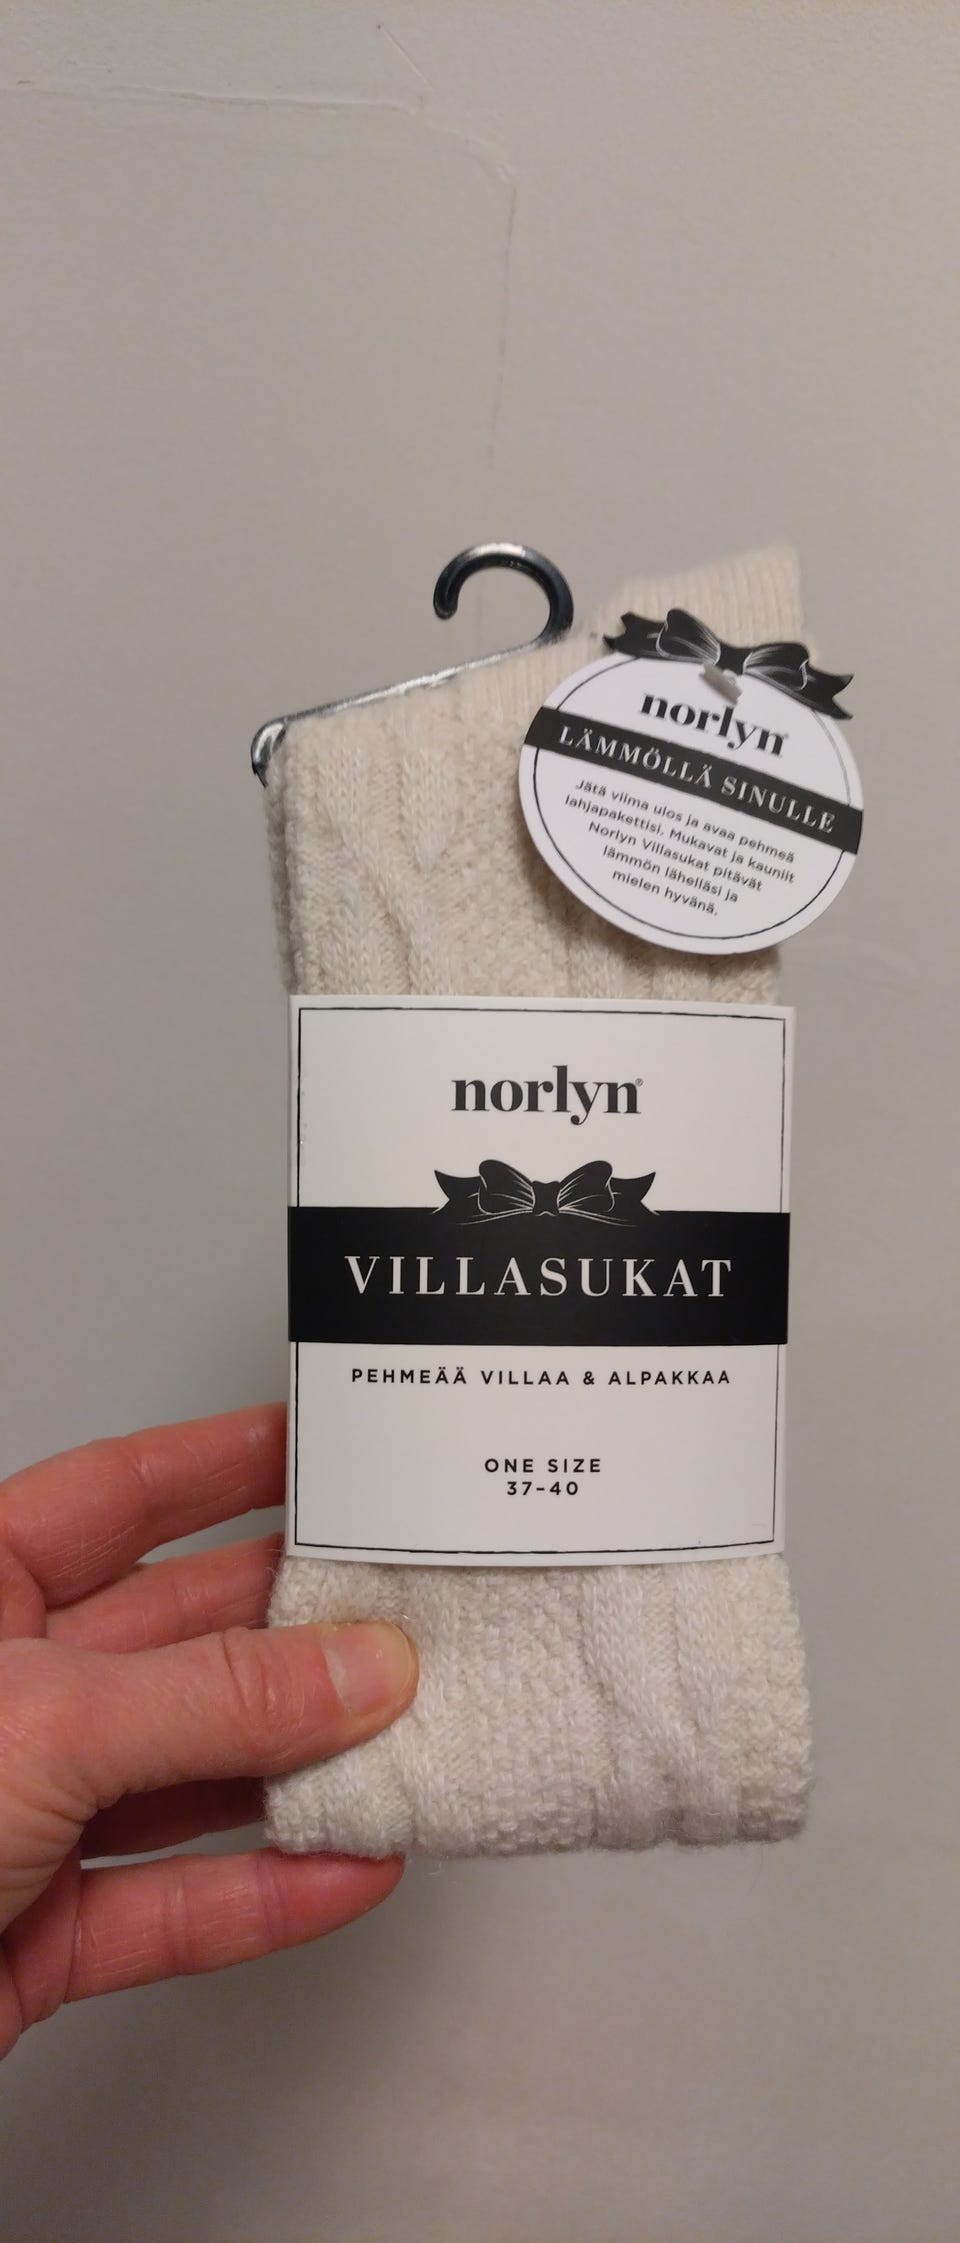 norlyn
LÄMMÖLLÄ SINULLE
Jätä viima ulos ja avaa pehmeä
lahjapakettisi. Mukavat ja kauniit
Norlyn Villasukat pitävät
lämmön lähelläsi ja
mielen hyvänä.
norlyn®
VILLASUKAT
PEHMEÄÄ VILLAA & ALPAKKAA
ONE SIZE
37-40